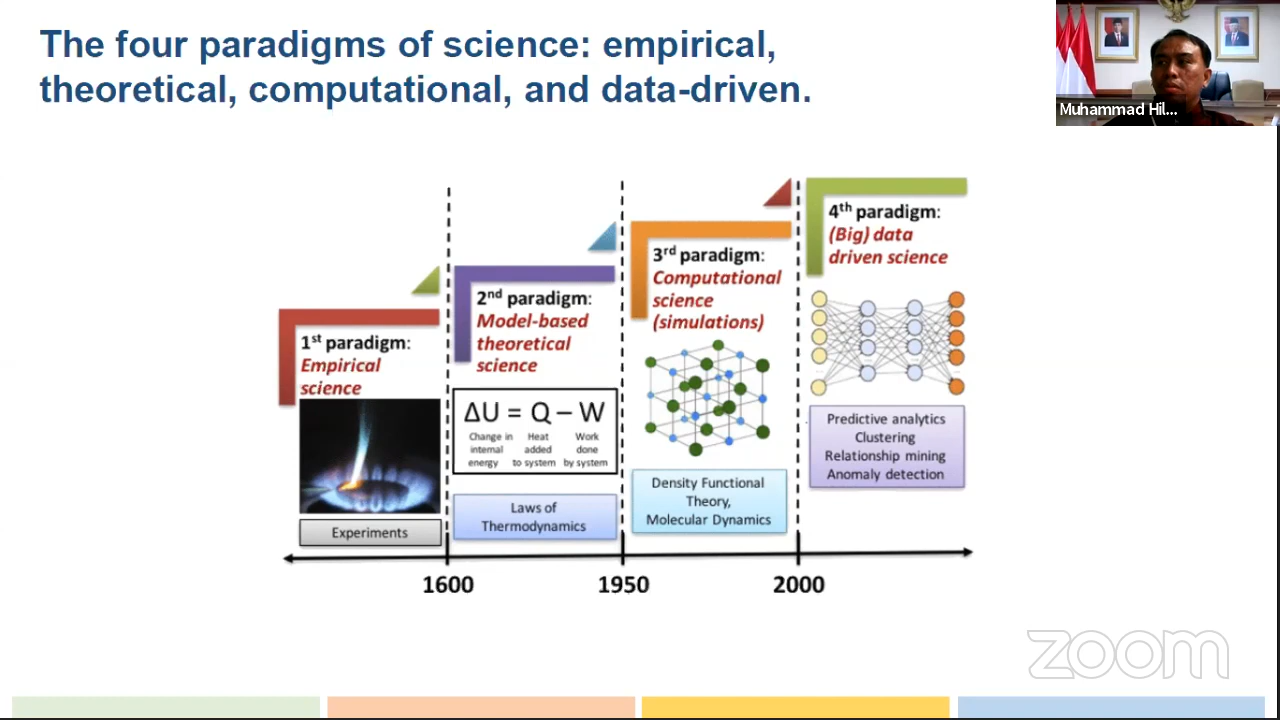 The four paradigms of science: empirical,
theoretical, computational, and data-driven.
Muhammad Hil...
1st paradigm:
Empirical
science
Experiments
2nd paradigm:
Model-based
theoretical
science
ΔU = Q – W
Change in internal energy
Heat added to system
Work done by system
Laws of
Thermodynamics
3rd paradigm:
Computational
science
(simulations)
Density Functional
Theory,
Molecular Dynamics
4th paradigm:
(Big) data
driven science
Predictive analytics
Clustering
Relationship mining
Anomaly detection
1600
1950
2000
zoom